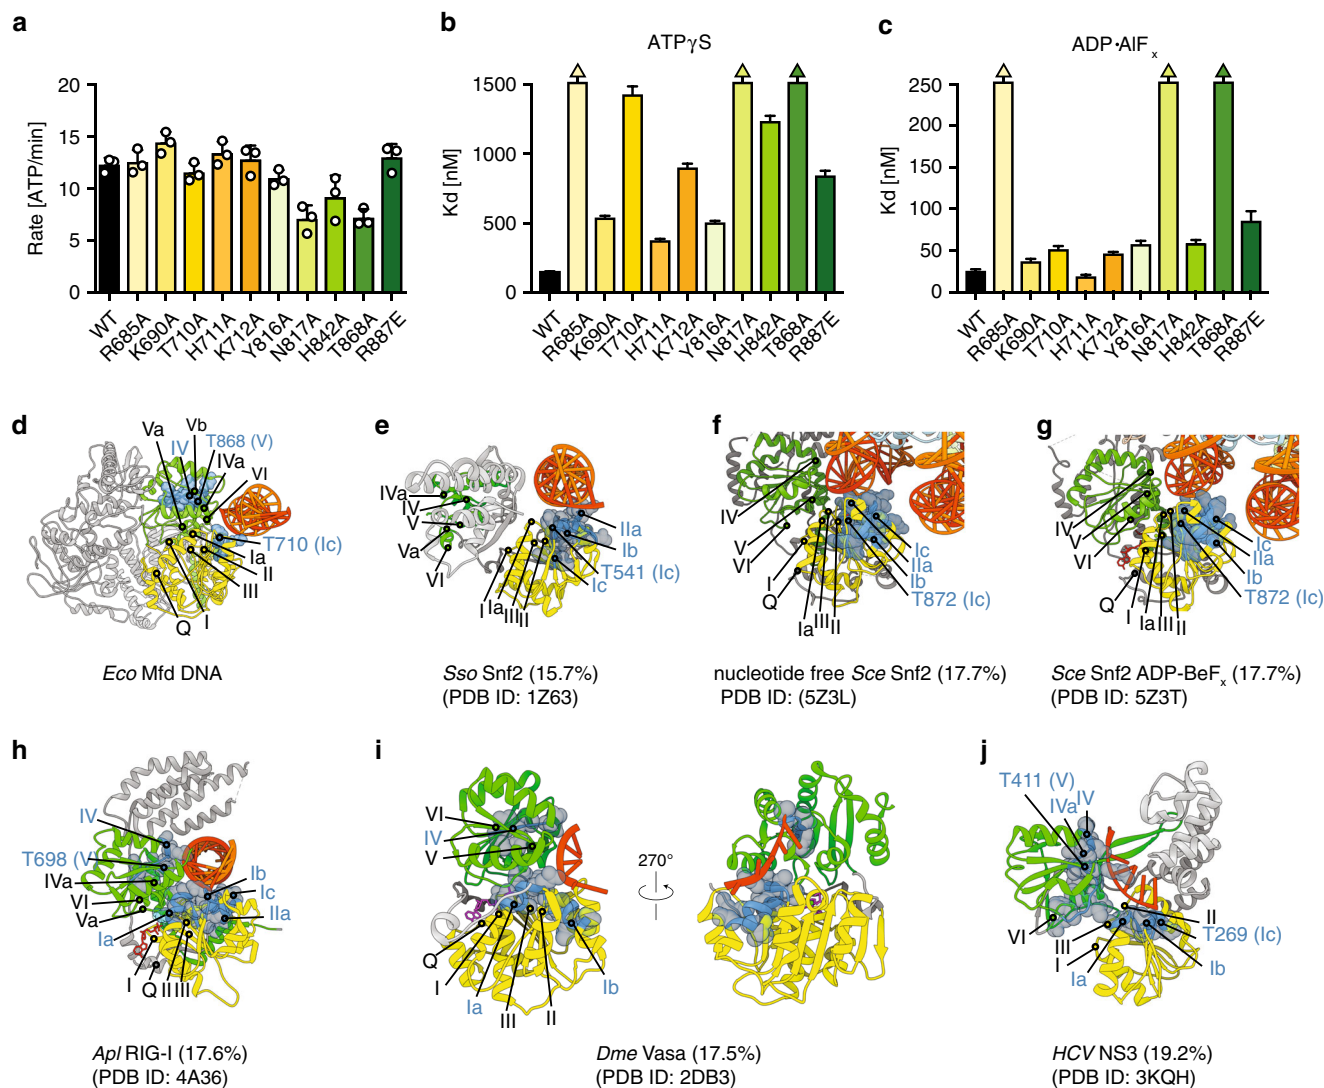 a
Rate [ATP/min]
20
15
10
5
0
WT
R685A
K690A
T710A
H711A
K712A
Y816A
N817A
H842A
T868A
R887E
b
ATPγS
Kd [nM]
1500
1000
500
0
WT
R685A
K690A
T710A
H711A
K712A
Y816A
N817A
H842A
T868A
R887E
c
ADP·AlFx
Kd [nM]
250
200
150
100
50
0
WT
R685A
K690A
T710A
H711A
K712A
Y816A
N817A
H842A
T868A
R887E
d
Va
IV
Vb
T868 (V)
IVa
VI
T710 (Ic)
Ia
II
III
I
Q
Eco Mfd DNA
e
IVa
IV
V
Va
VI
IIa
Ib
T541 (Ic)
Ic
Ia
III
II
Sso Snf2 (15.7%)
(PDB ID: 1Z63)
f
IV
V
VI
I
Q
Ia
III
II
Ic
IIa
Ib
T872 (Ic)
nucleotide free Sce Snf2 (17.7%)
PDB ID: (5Z3L)
g
IV
V
VI
Q
I
Ia
III
II
Ic
IIa
Ib
T872 (Ic)
Sce Snf2 ADP-BeFx (17.7%)
(PDB ID: 5Z3T)
h
IV
T698 (V
IVa
VI
Va
Ia
I
Q
II
III
Ib
Ic
IIa
Apl RIG-I (17.6%)
(PDB ID: 4A36)
i
VI
IV
V
Q
I
Ia
III
II
Ib
270°
Dme Vasa (17.5%)
(PDB ID: 2DB3)
j
T411 (V)
IVa
IV
VI
III
I
Ia
II
T269 (Ic)
Ib
HCV NS3 (19.2%)
(PDB ID: 3KQH)